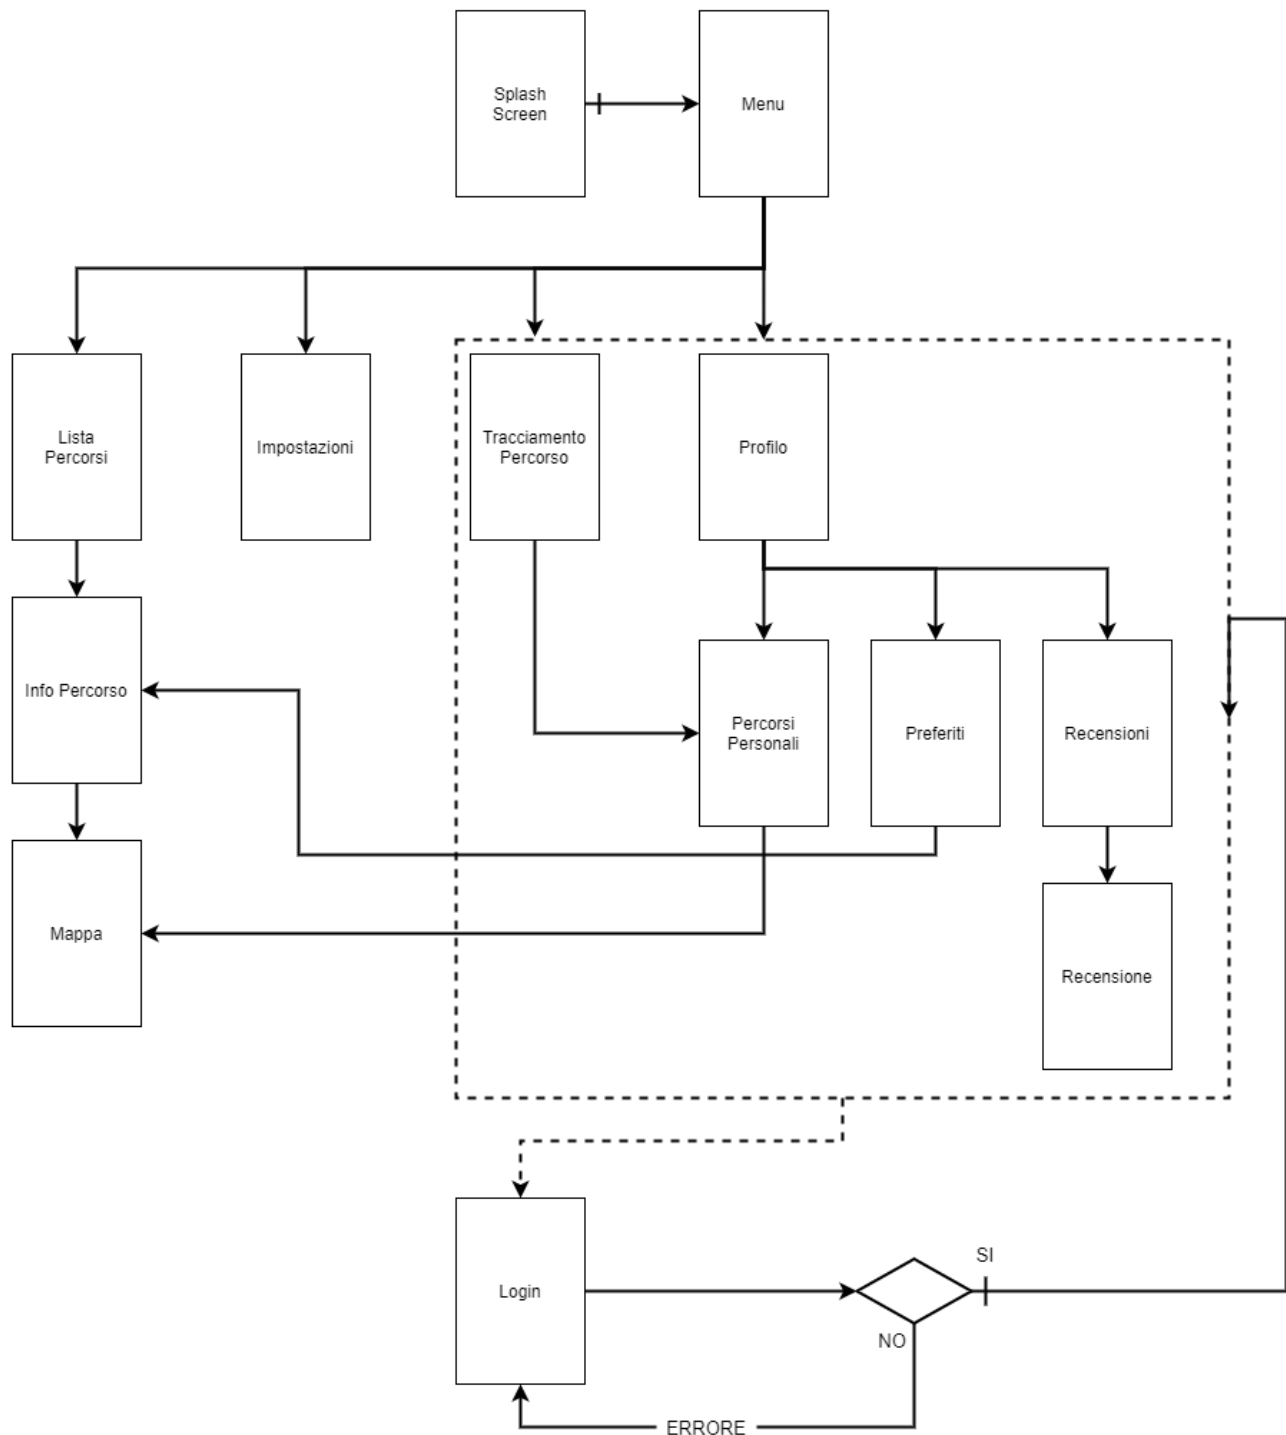 Splash
Screen
Menu
Lista
Percorsi
Impostazioni
Tracciamento
Percorso
Profilo
Info Percorso
Percorsi
Personali
Preferiti
Recensioni
Mappa
Recensione
Login
SI
NO
ERRORE